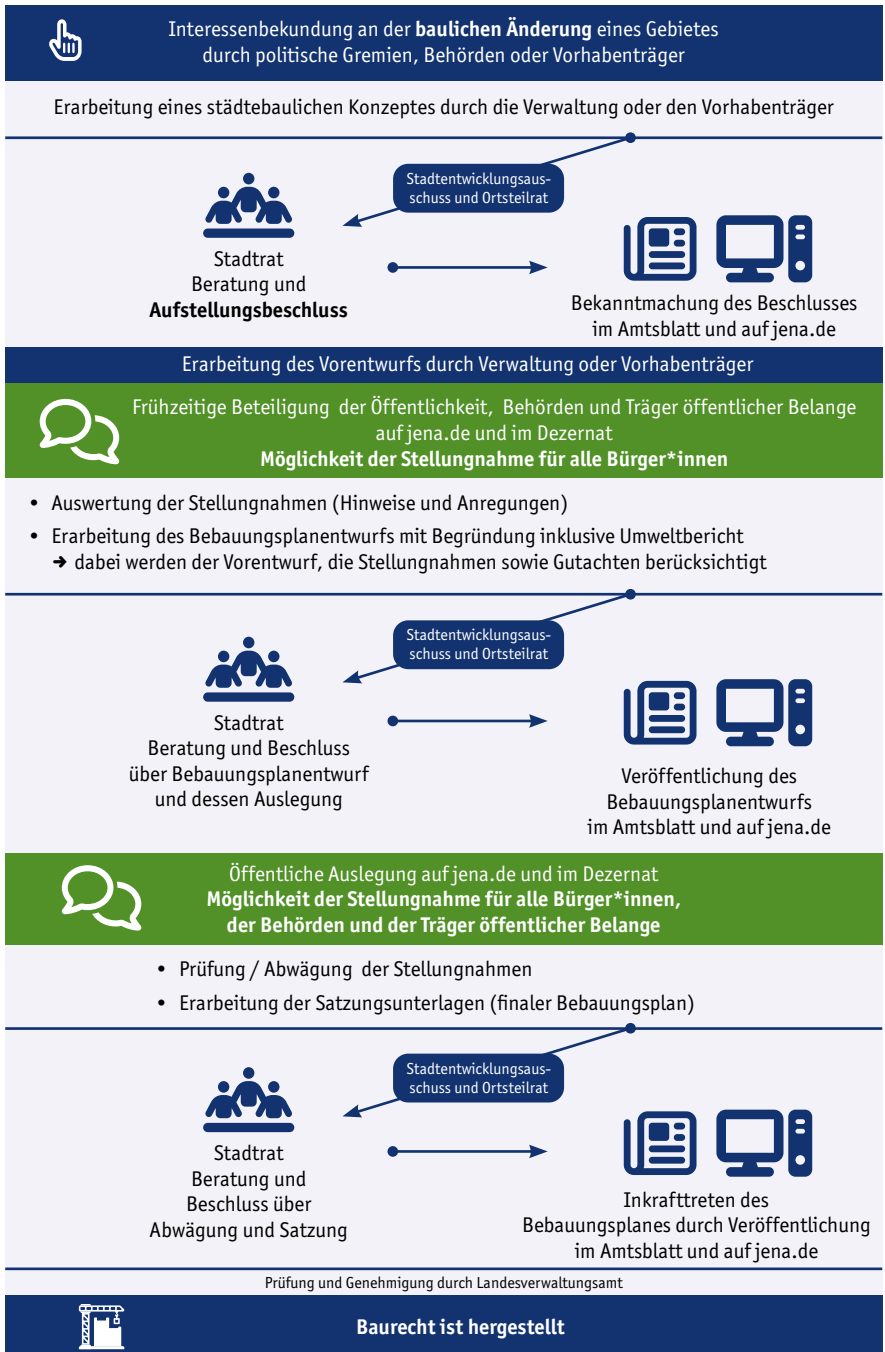 Interessenbekundung an der baulichen Änderung eines Gebietes
durch politische Gremien, Behörden oder Vorhabenträger
Erarbeitung eines städtebaulichen Konzeptes durch die Verwaltung oder den Vorhabenträger
Stadtentwicklungsaus-
schuss und Ortsteilrat
Stadtrat
Beratung und
Aufstellungsbeschluss
Bekanntmachung des Beschlusses
im Amtsblatt und auf jena.de
Erarbeitung des Vorentwurfs durch Verwaltung oder Vorhabenträger
Frühzeitige Beteiligung der Öffentlichkeit, Behörden und Träger öffentlicher Belange
auf jena.de und im Dezernat
Möglichkeit der Stellungnahme für alle Bürger*innen
• Auswertung der Stellungnahmen (Hinweise und Anregungen)
• Erarbeitung des Bebauungsplanentwurfs mit Begründung inklusive Umweltbericht
➔ dabei werden der Vorentwurf, die Stellungnahmen sowie Gutachten berücksichtigt
Stadtentwicklungsaus-
schuss und Ortsteilrat
Stadtrat
Beratung und Beschluss
über Bebauungsplanentwurf
und dessen Auslegung
Veröffentlichung des
Bebauungsplanentwurfs
im Amtsblatt und auf jena.de
Öffentliche Auslegung auf jena.de und im Dezernat
Möglichkeit der Stellungnahme für alle Bürger*innen,
der Behörden und der Träger öffentlicher Belange
• Prüfung / Abwägung der Stellungnahmen
• Erarbeitung der Satzungsunterlagen (finaler Bebauungsplan)
Stadtentwicklungsaus-
schuss und Ortsteilrat
Stadtrat
Beratung und
Beschluss über
Abwägung und Satzung
Inkrafttreten des
Bebauungsplanes durch Veröffentlichung
im Amtsblatt und auf jena.de
Prüfung und Genehmigung durch Landesverwaltungsamt
Baurecht ist hergestellt